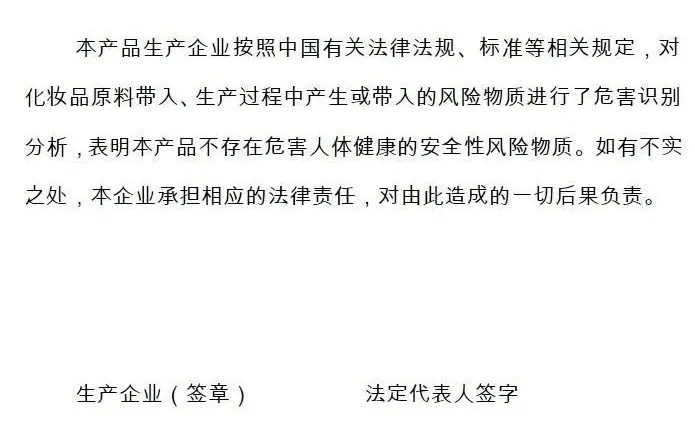 本产品生产企业按照中国有关法律法规、标准等相关规定，对
化妆品原料带入、生产过程中产生或带入的风险物质进行了危害识别
分析，表明本产品不存在危害人体健康的安全性风险物质。如有不实
之处，本企业承担相应的法律责任，对由此造成的一切后果负责。
生产企业（签章） 法定代表人签字